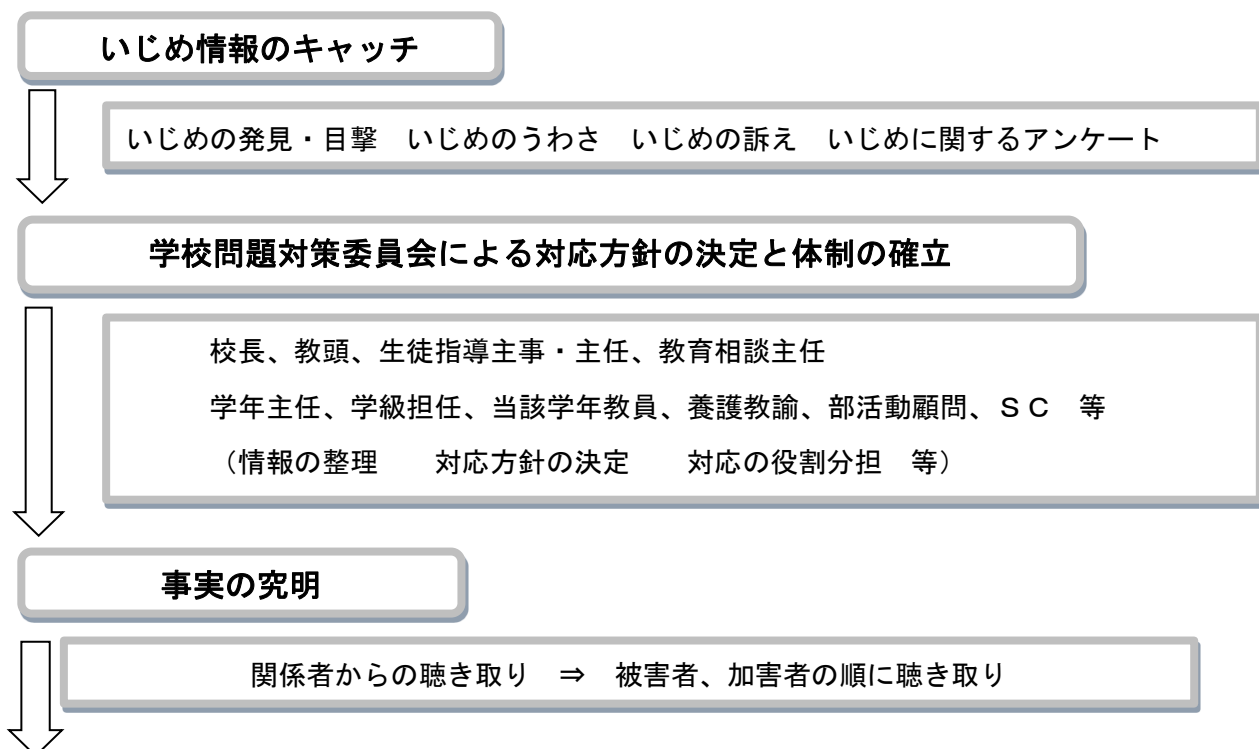 いじめ情報のキャッチ
いじめの発見・目撃　いじめのうわさ　いじめの訴え　いじめに関するアンケート
学校問題対策委員会による対応方針の決定と体制の確立
校長、教頭、生徒指導主事・主任、教育相談主任
学年主任、学級担任、当該学年教員、養護教諭、部活動顧問、ＳＣ　等
（情報の整理　　対応方針の決定　　対応の役割分担　等）
事実の究明
関係者からの聴き取り　⇒　被害者、加害者の順に聴き取り